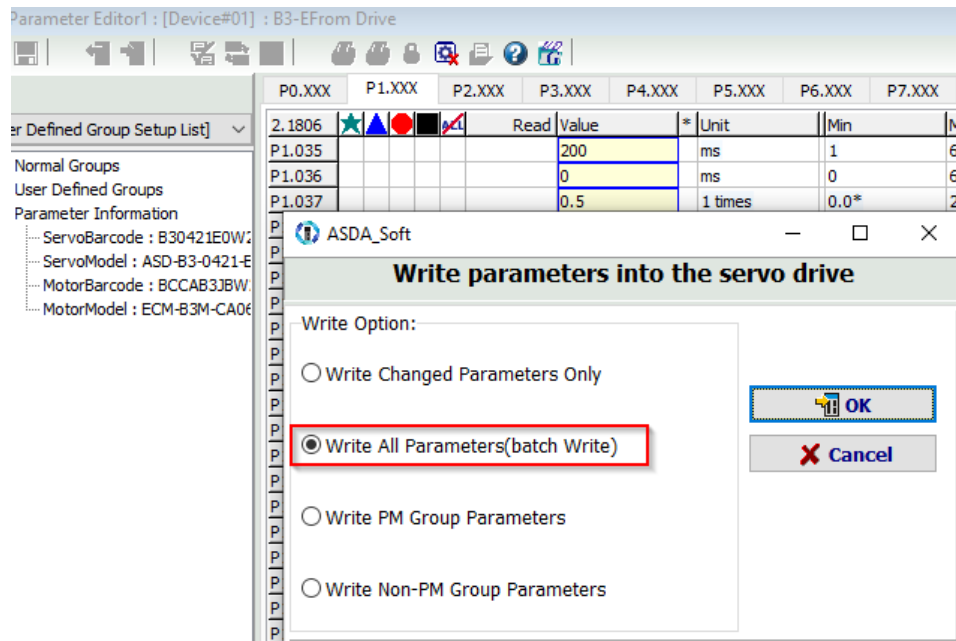 Parameter Editor1 : [Device#01] : B3-EFrom Drive
P0.XXX P1.XXX P2.XXX P3.XXX P4.XXX P5.XXX P6.XXX P7.XXX
er Defined Group Setup List]
2.1806 ALL Read Value * Unit Min
P1.035 200 ms 1
P1.036 0 ms 0
P1.037 0.5 1 times 0.0*
Normal Groups
User Defined Groups
Parameter Information
ServoBarcode : B30421E0W
ServoModel : ASD-B3-0421-E
MotorBarcode : BCCAB3JBW
MotorModel : ECM-B3M-CA06
ASDA_Soft
Write parameters into the servo drive
Write Option:
Write Changed Parameters Only
Write All Parameters(batch Write)
Write PM Group Parameters
Write Non-PM Group Parameters
OK
Cancel